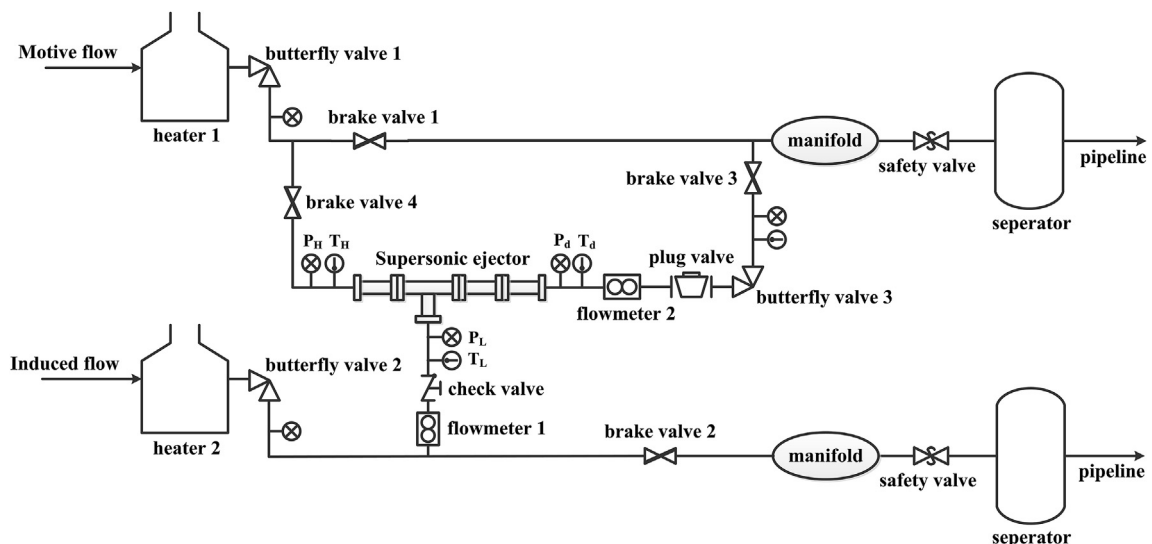 Motive flow
butterfly valve 1
heater 1
brake valve 1
manifold
safety valve
pipeline
seperator
brake valve 3
brake valve 4
P_H T_H
Supersonic ejector
P_d T_d
plug valve
flowmeter 2
butterfly valve 3
P_L
T_L
check valve
flowmeter 1
Induced flow
butterfly valve 2
heater 2
brake valve 2
manifold
safety valve
pipeline
seperator